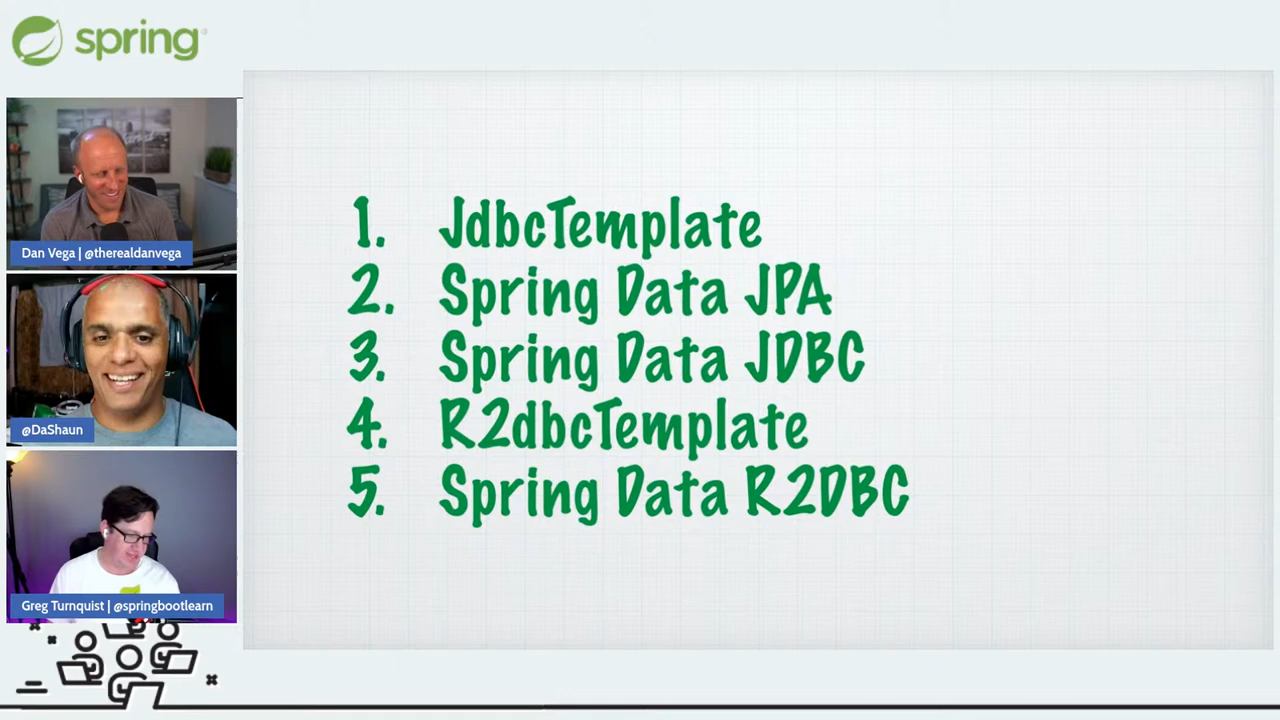 spring
Dan Vega | @therealdanvega
@DaShaun
Greg Turnquist | @springbootlearn
1. JdbcTemplate
2. Spring Data JPA
3. Spring Data JDBC
4. R2dbcTemplate
5. Spring Data R2DBC